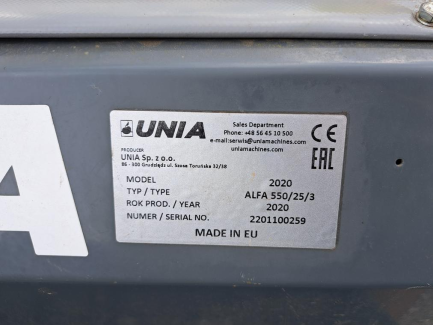 UNIA
Sales Department
Phone: +48 56 45 10 500
e-mail:serwis@uniamachines.com
uniamachines.com
CE
EAC
PRODUCER
UNIA Sp. z o.o.
86 - 300 Grudziądz ul. Szosa Toruńska 32/38
MODEL 2020
TYP / TYPE ALFA 550/25/3
ROK PROD. / YEAR 2020
NUMER / SERIAL NO. 2201100259
MADE IN EU
A